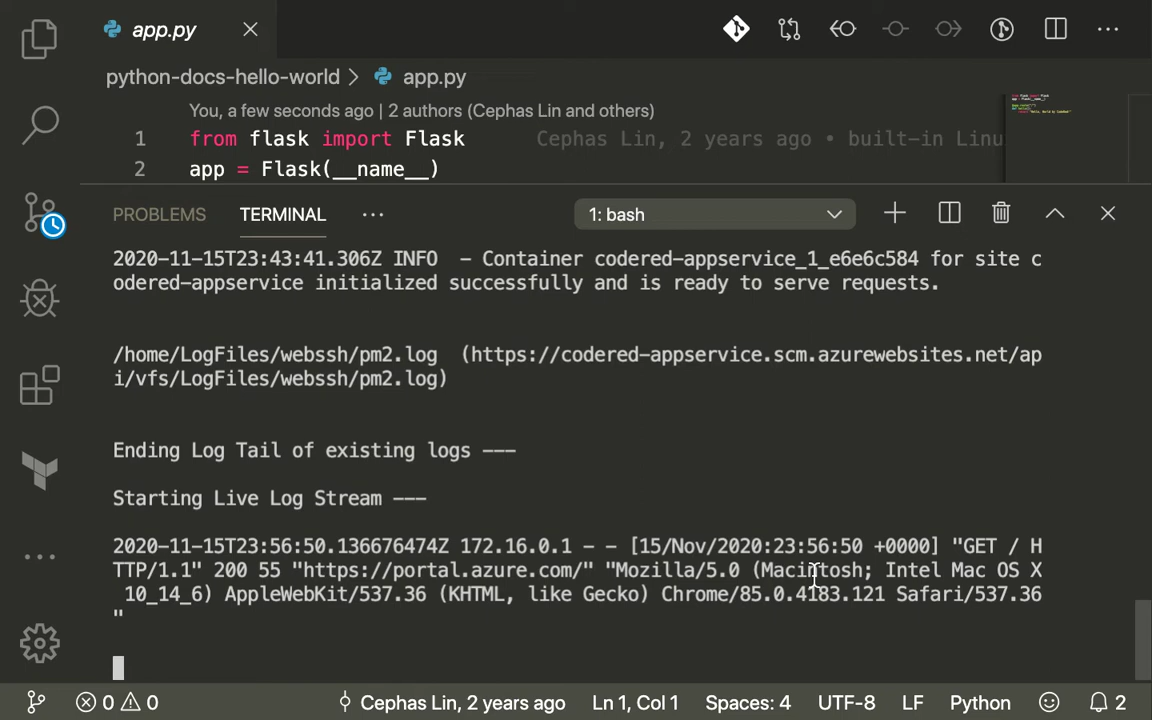 app.py
python-docs-hello-world > app.py
You, a few seconds ago | 2 authors (Cephas Lin and others)
1 from flask import Flask Cephas Lin, 2 years ago • built-in Linu
2 app = Flask(__name__)
PROBLEMS TERMINAL ... 1: bash
2020-11-15T23:43:41.306Z INFO - Container codered-appservice_1_e6e6c584 for site c
odered-appservice initialized successfully and is ready to serve requests.
/home/LogFiles/webssh/pm2.log (https://codered-appservice.scm.azurewebsites.net/ap
i/vfs/LogFiles/webssh/pm2.log)
Ending Log Tail of existing logs ---
Starting Live Log Stream ---
2020-11-15T23:56:50.136676474Z 172.16.0.1 - - [15/Nov/2020:23:56:50 +0000] "GET / H
TTP/1.1" 200 55 "https://portal.azure.com/" "Mozilla/5.0 (Macintosh; Intel Mac OS X
10_14_6) AppleWebKit/537.36 (KHTML, like Gecko) Chrome/85.0.4183.121 Safari/537.36
"
0 0 Cephas Lin, 2 years ago Ln 1, Col 1 Spaces: 4 UTF-8 LF Python 2